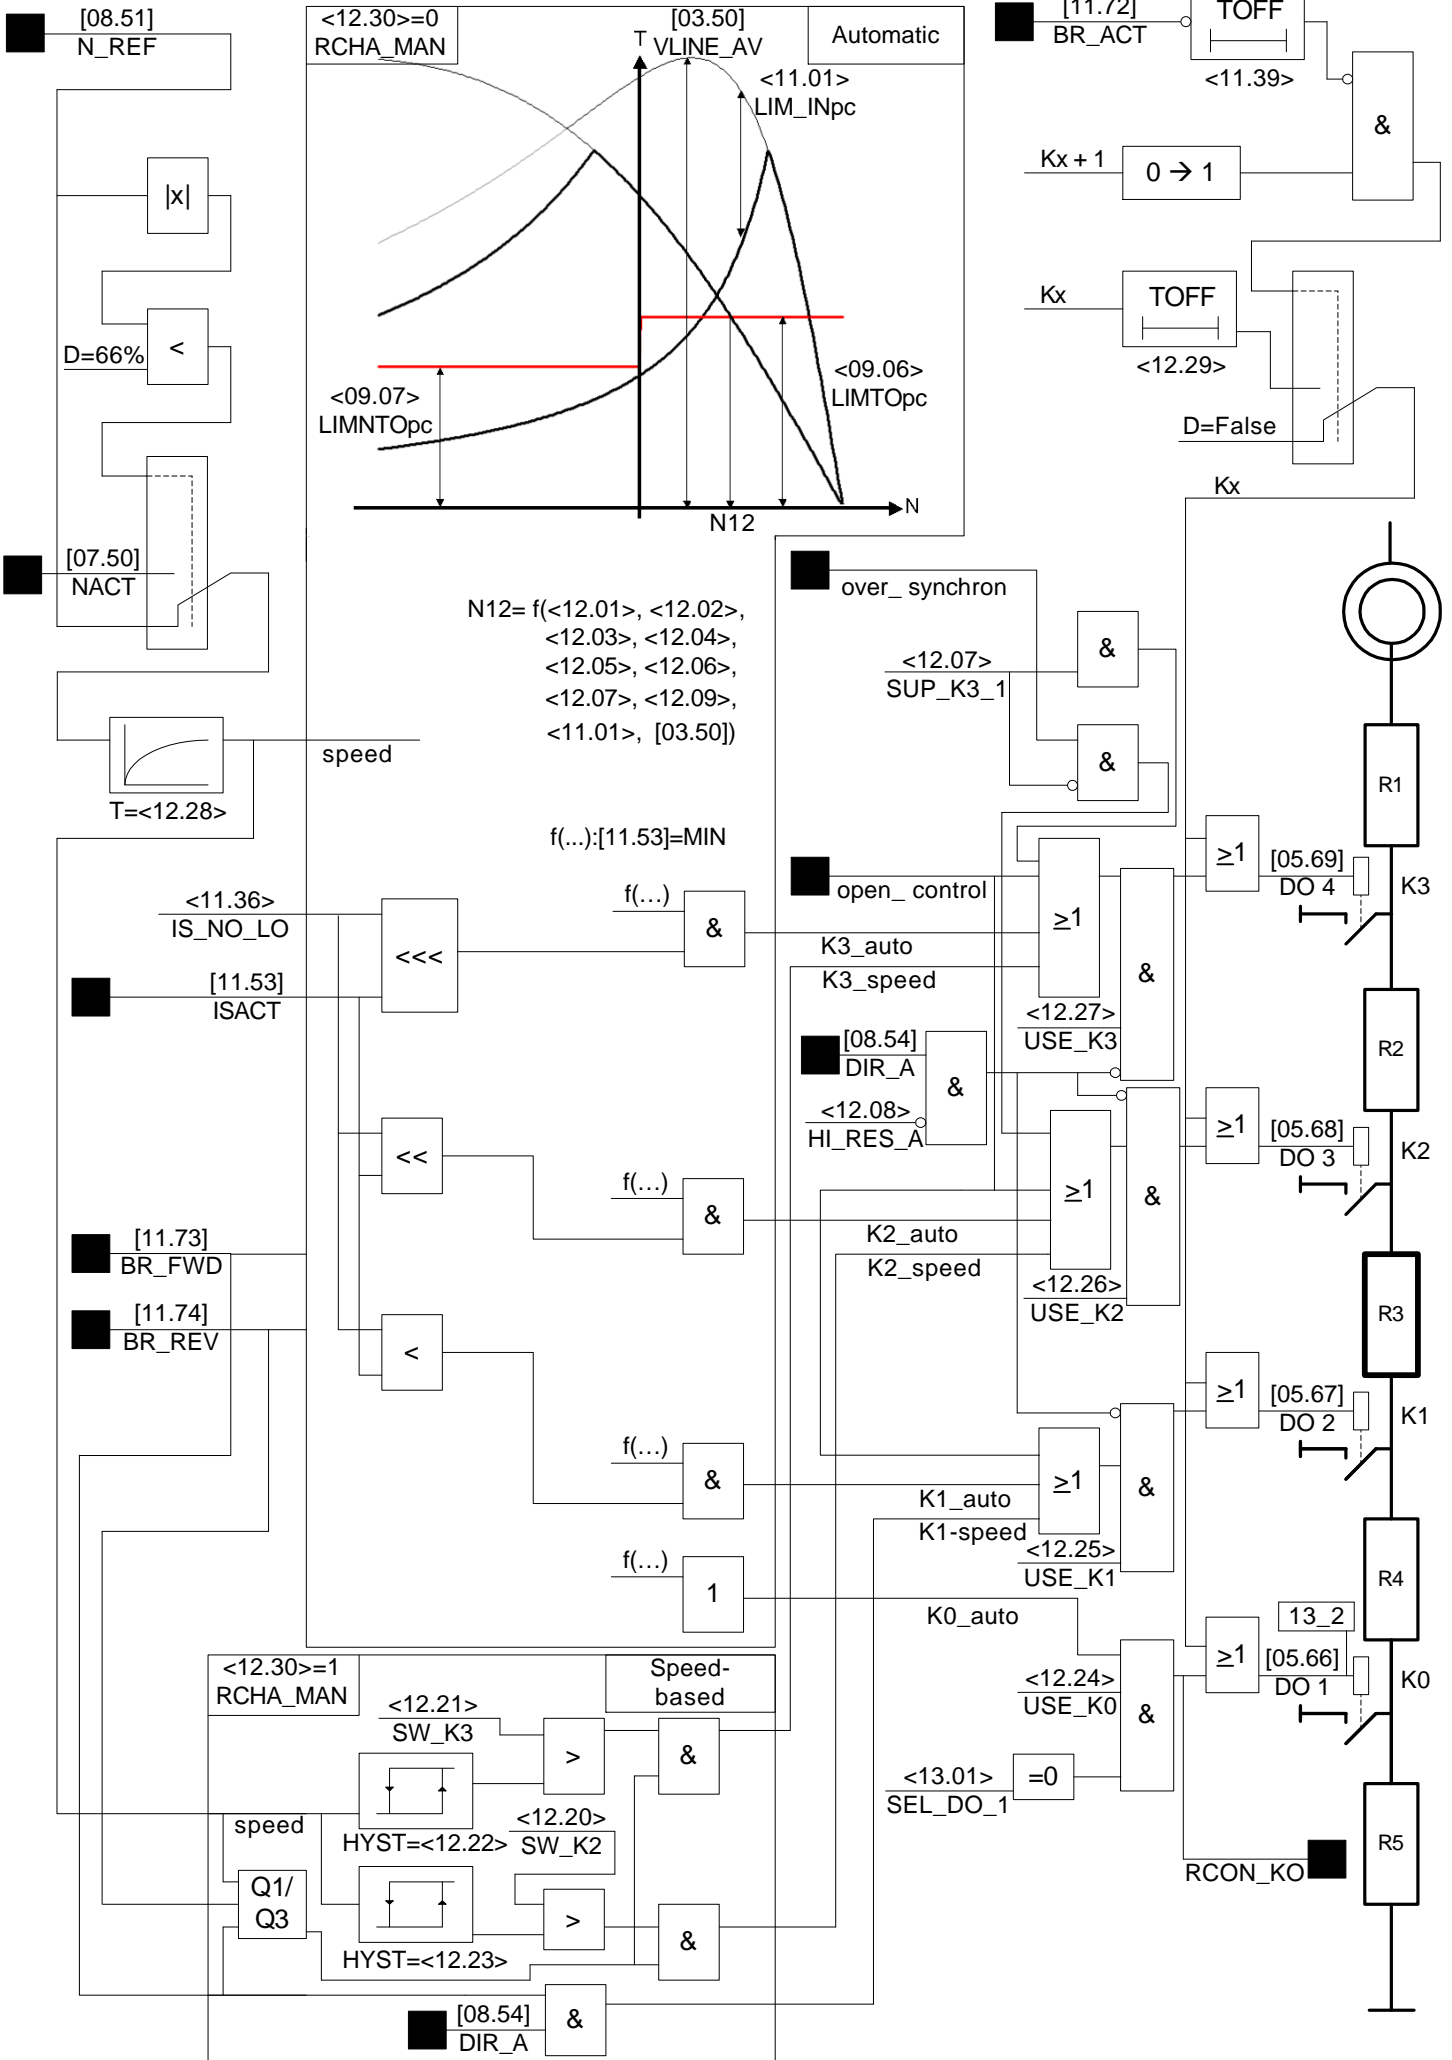 [08.51]
N_REF
<12.30>=0
RCHA_MAN
[03.50]
T
VLINE_AV
Automatic
<11.01>
LIM_INpc
[11.72]
BR_ACT
TOFF
<11.39>
&
Kx + 1
0 → 1
|x|
D=66%
<
Kx
TOFF
<12.29>
<09.07>
LIMNTOpc
<09.06>
LIMTOpc
D=False
Kx
N
N12
[07.50]
NACT
over_ synchron
N12= f(<12.01>, <12.02>,
<12.03>, <12.04>,
<12.05>, <12.06>,
<12.07>, <12.09>,
<11.01>, [03.50])
&
<12.07>
SUP_K3_1
&
speed
T=<12.28>
R1
f(...):[11.53]=MIN
≥1
[05.69]
DO 4
K3
<11.36>
IS_NO_LO
f(...)
&
open_ control
≥1
K3_auto
K3_speed
<<<
[11.53]
ISACT
&
<12.27>
USE_K3
[08.54]
DIR_A
R2
&
<12.08>
HI_RES_A
<<
≥1
[05.68]
DO 3
K2
f(...)
&
≥1
&
K2_auto
K2_speed
[11.73]
BR_FWD
<12.26>
USE_K2
[11.74]
BR_REV
R3
<
≥1
[05.67]
DO 2
K1
f(...)
&
≥1
&
K1_auto
K1-speed
<12.25>
USE_K1
f(...)
1
R4
K0_auto
13_2
<12.30>=1
RCHA_MAN
Speed-
based
≥1
[05.66]
DO 1
K0
<12.24>
USE_K0
&
<12.21>
SW_K3
>
&
<13.01>
SEL_DO_1
=0
speed
HYST=<12.22>
<12.20>
SW_K2
R5
RCON_KO
Q1/
Q3
>
&
HYST=<12.23>
[08.54]
DIR_A
&